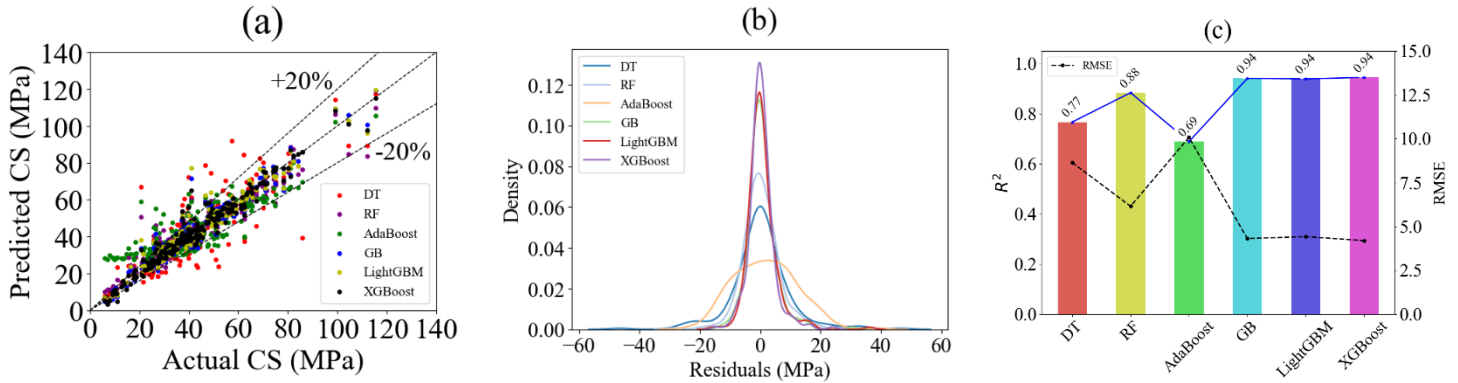 (a)
Predicted CS (MPa)
140
120
100
80
60
40
20
0
+20%
-20%
DT
RF
AdaBoost
GB
LightGBM
XGBoost
0 20 40 60 80 100 120 140
Actual CS (MPa)
(b)
Density
0.12
0.10
0.08
0.06
0.04
0.02
0.00
DT
RF
AdaBoost
GB
LightGBM
XGBoost
−60 −40 −20 0 20 40 60
Residuals (MPa)
(c)
R²
1.0
0.8
0.6
0.4
0.2
0.0
RMSE
0.77
0.88
0.69
0.94
0.94
0.94
15.0
12.5
10.0
7.5
5.0
2.5
0.0
RMSE
DT
RF
AdaBoost
GB
LightGBM
XGBoost